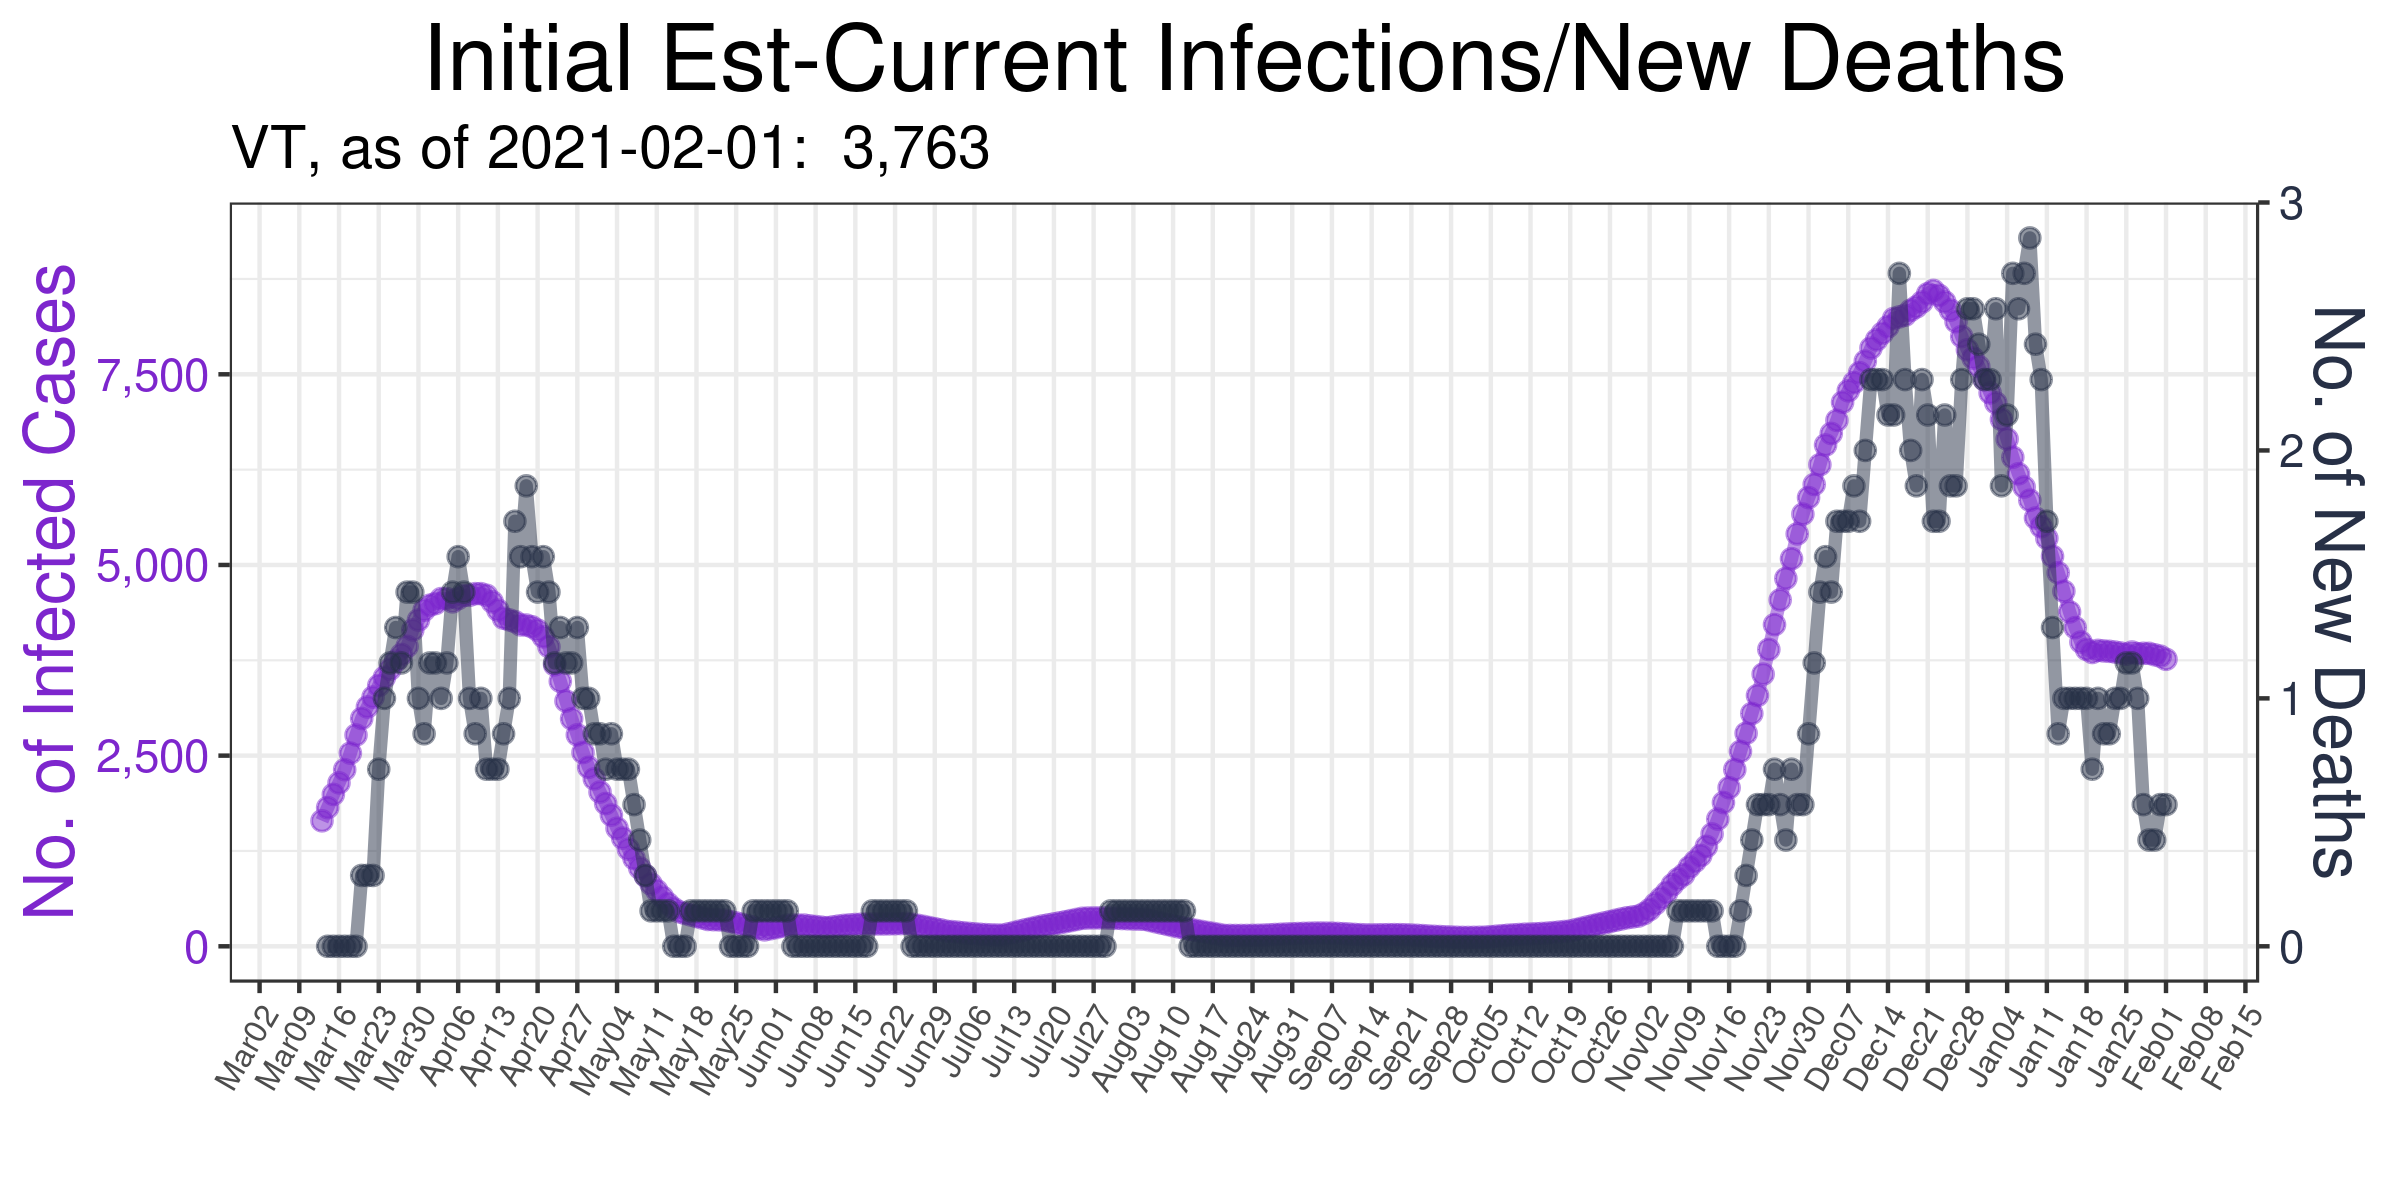 Initial Est-Current Infections/New Deaths
VT, as of 2021-02-01:  3,763
No. of Infected Cases
7,500
5,000
2,500
0
3
2
1
0
No. of New Deaths
Mar02 Mar09 Mar16 Mar23 Mar30 Apr06 Apr13 Apr20 Apr27 May04 May11 May18 May25 Jun01 Jun08 Jun15 Jun22 Jun29 Jul06 Jul13 Jul20 Jul27 Aug03 Aug10 Aug17 Aug24 Aug31 Sep07 Sep14 Sep21 Sep28 Oct05 Oct12 Oct19 Oct26 Nov02 Nov09 Nov16 Nov23 Nov30 Dec07 Dec14 Dec21 Dec28 Jan04 Jan11 Jan18 Jan25 Feb01 Feb08 Feb15